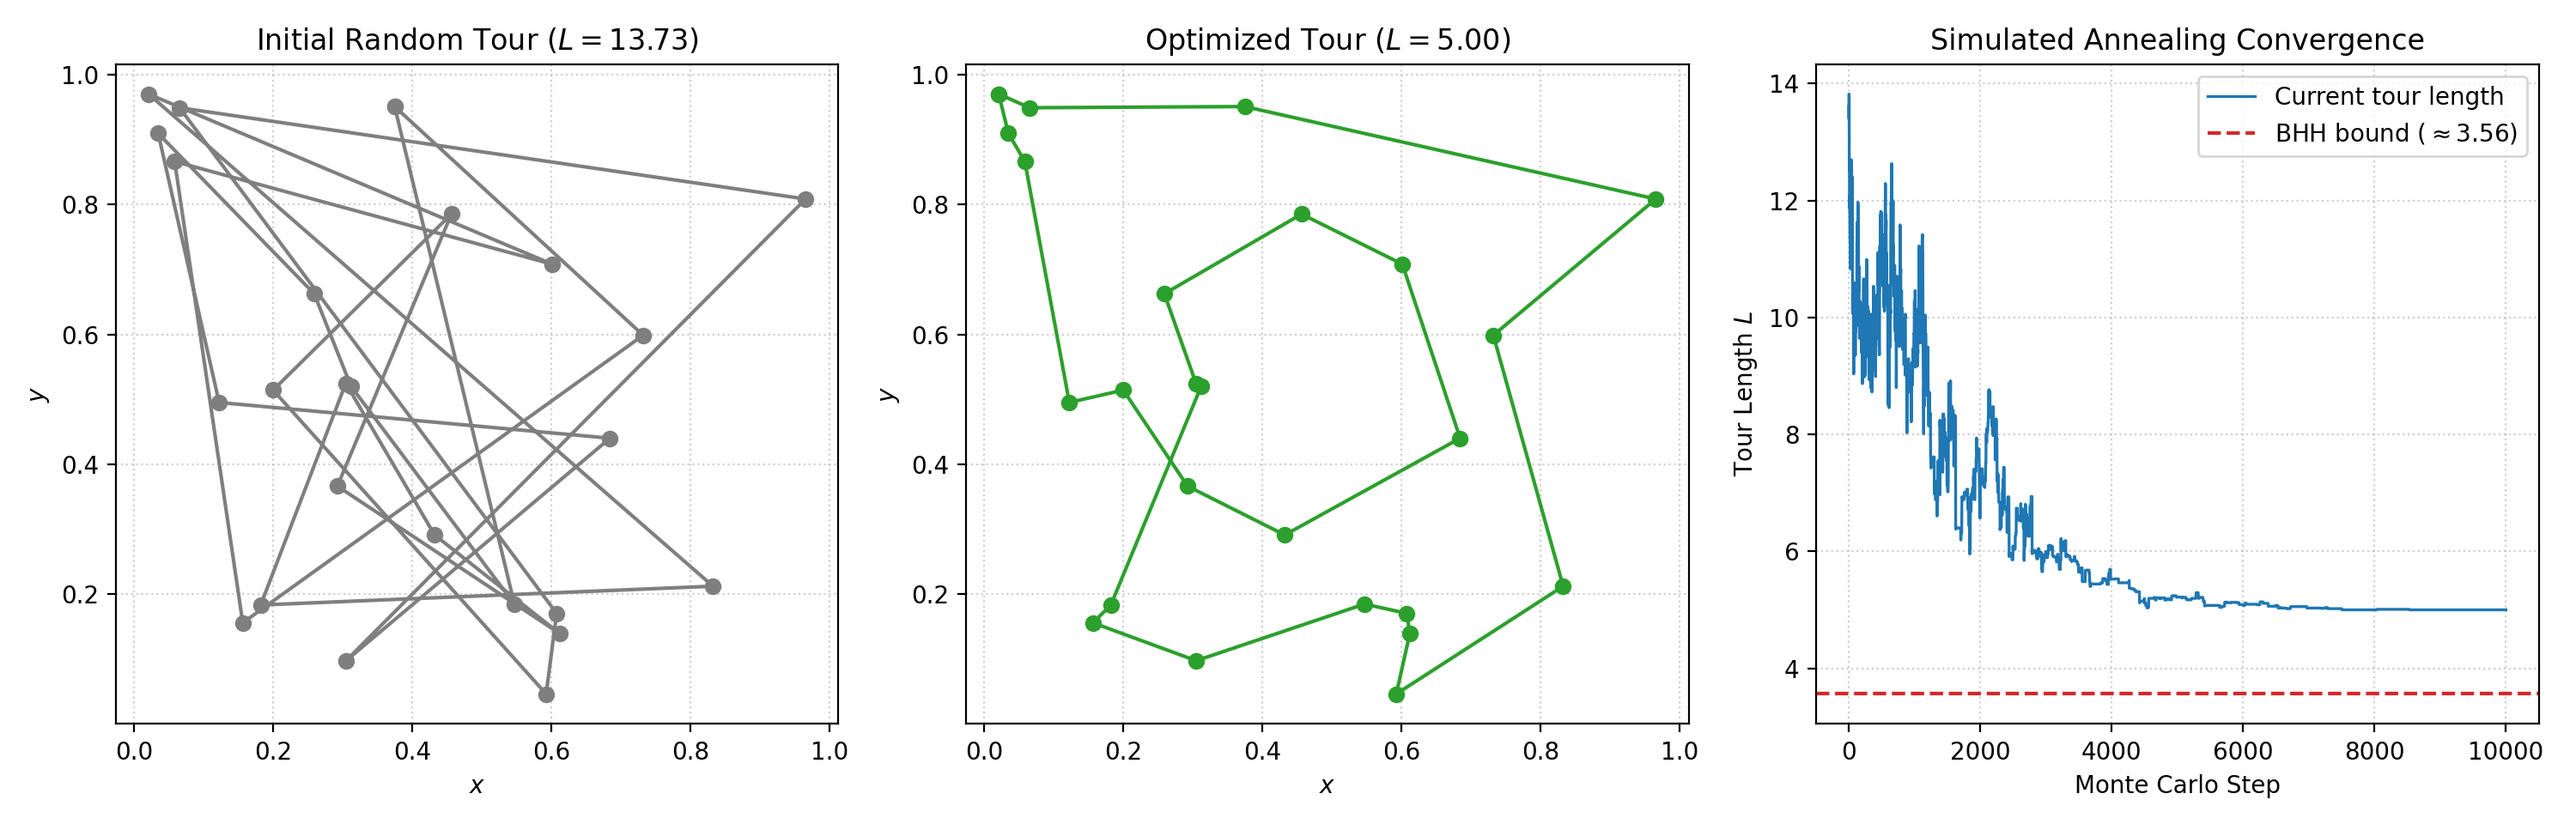 Initial Random Tour (L = 13.73)
1.0
0.8
0.6
0.4
0.2
y
0.0 0.2 0.4 0.6 0.8 1.0
x
Optimized Tour (L = 5.00)
1.0
0.8
0.6
0.4
0.2
y
0.0 0.2 0.4 0.6 0.8 1.0
x
Simulated Annealing Convergence
Current tour length
BHH bound (≈3.56)
14
12
10
8
6
4
Tour Length L
0 2000 4000 6000 8000 10000
Monte Carlo Step